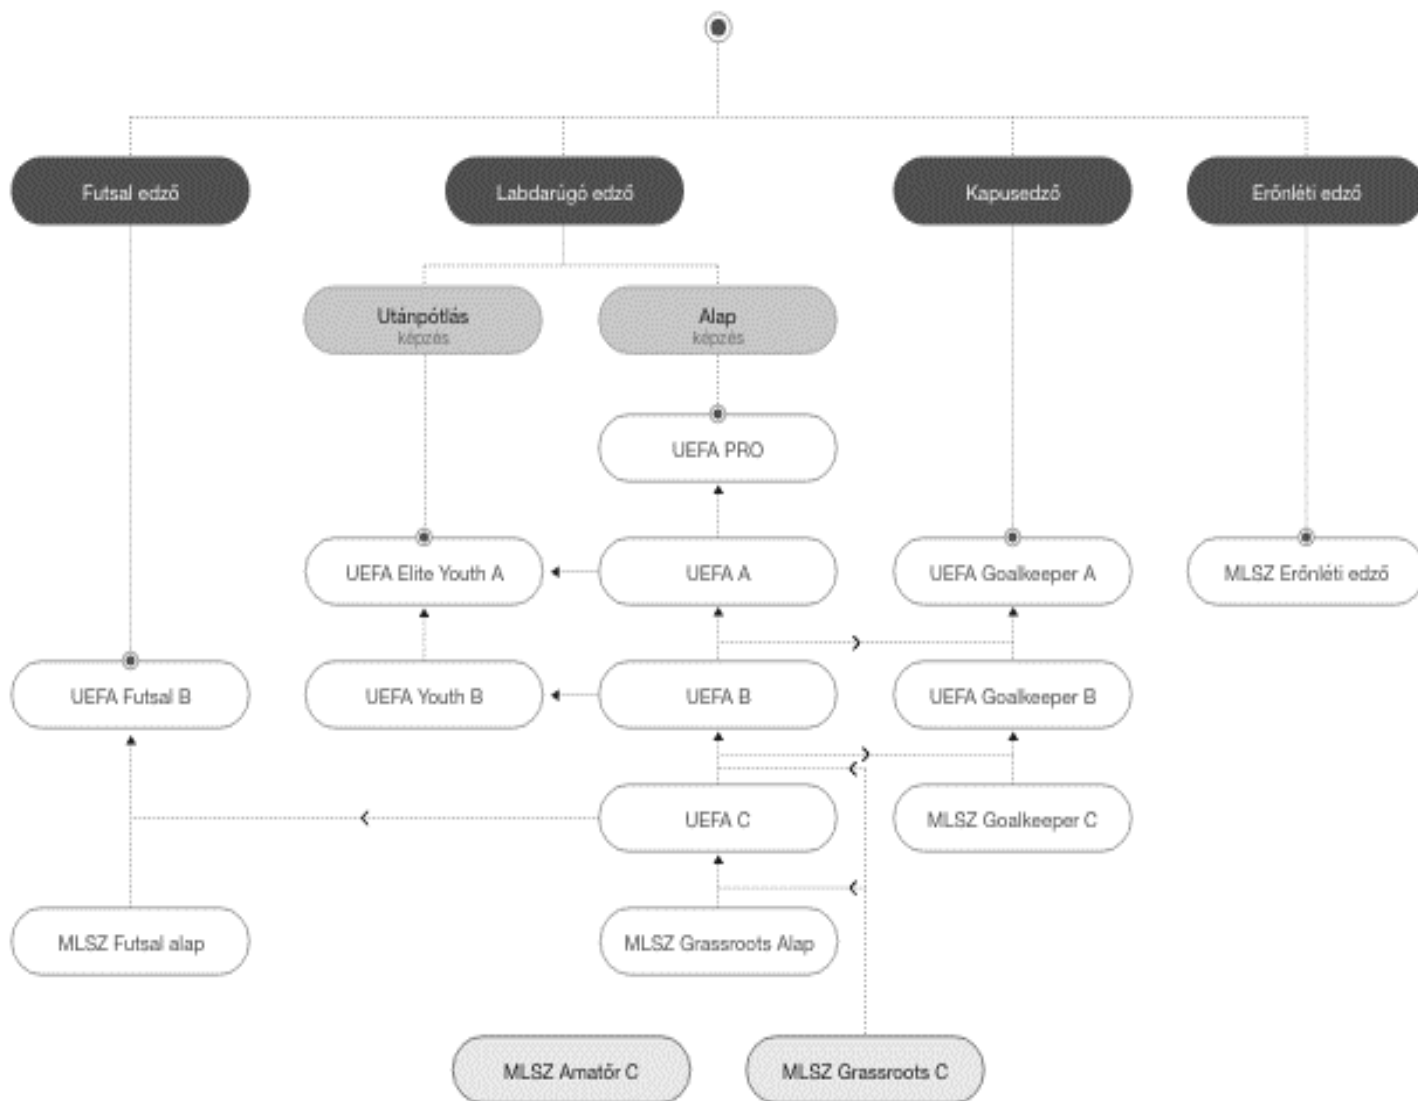 Futsal edző
Labdarúgó edző
Kapusedző
Erőnléti edző
Utánpótlás
képzés
Alap
képzés
UEFA PRO
UEFA Elite Youth A
UEFA A
UEFA Goalkeeper A
MLSZ Erőnléti edző
UEFA Futsal B
UEFA Youth B
UEFA B
UEFA Goalkeeper B
UEFA C
MLSZ Goalkeeper C
MLSZ Futsal alap
MLSZ Grassroots Alap
MLSZ Amatőr C
MLSZ Grassroots C